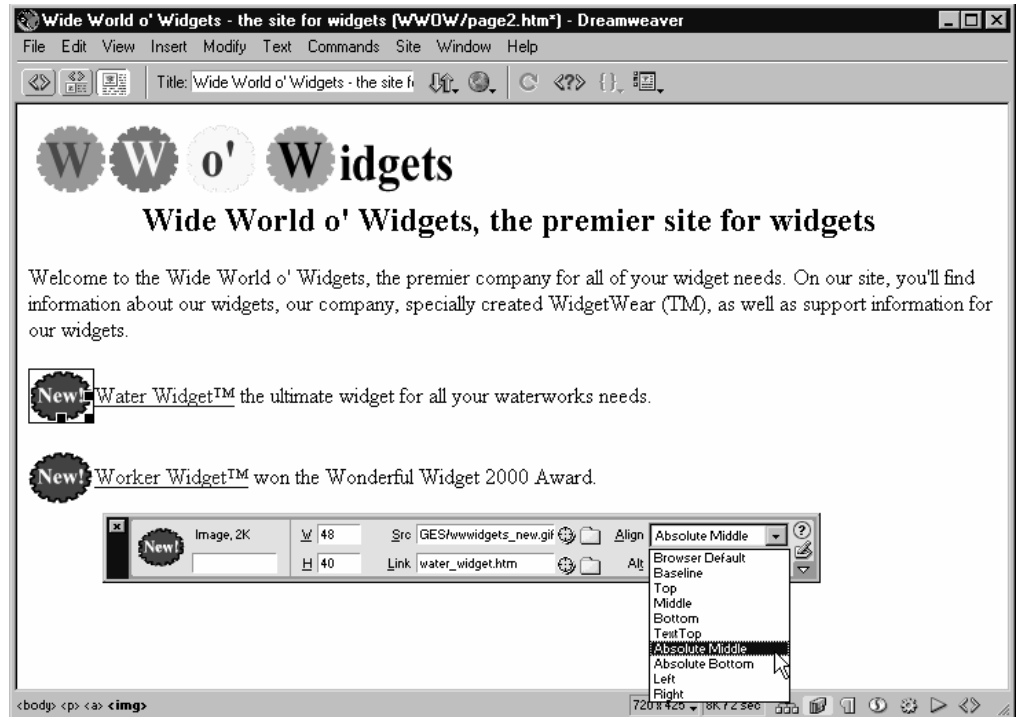 Wide World o' Widgets - the site for widgets (WWOW/page2.htm*) - Dreamweaver
File Edit View Insert Modify Text Commands Site Window Help
Title: Wide World o' Widgets - the site f
W W o' Widgets
Wide World o' Widgets, the premier site for widgets
Welcome to the Wide World o' Widgets, the premier company for all of your widget needs. On our site, you'll find
information about our widgets, our company, specially created WidgetWear (TM), as well as support information for
our widgets.
New! Water Widget™ the ultimate widget for all your waterworks needs.
New! Worker Widget™ won the Wonderful Widget 2000 Award.
New! Image, 2K W 48 Src GES/wwwidgets_new.gif Align Absolute Middle
H 40 Link water_widget.htm Alt
Browser Default
Baseline
Top
Middle
Bottom
TextTop
Absolute Middle
Absolute Bottom
Left
Right
<body> <p> <a> <img> 720 x 425 8K / 2 sec